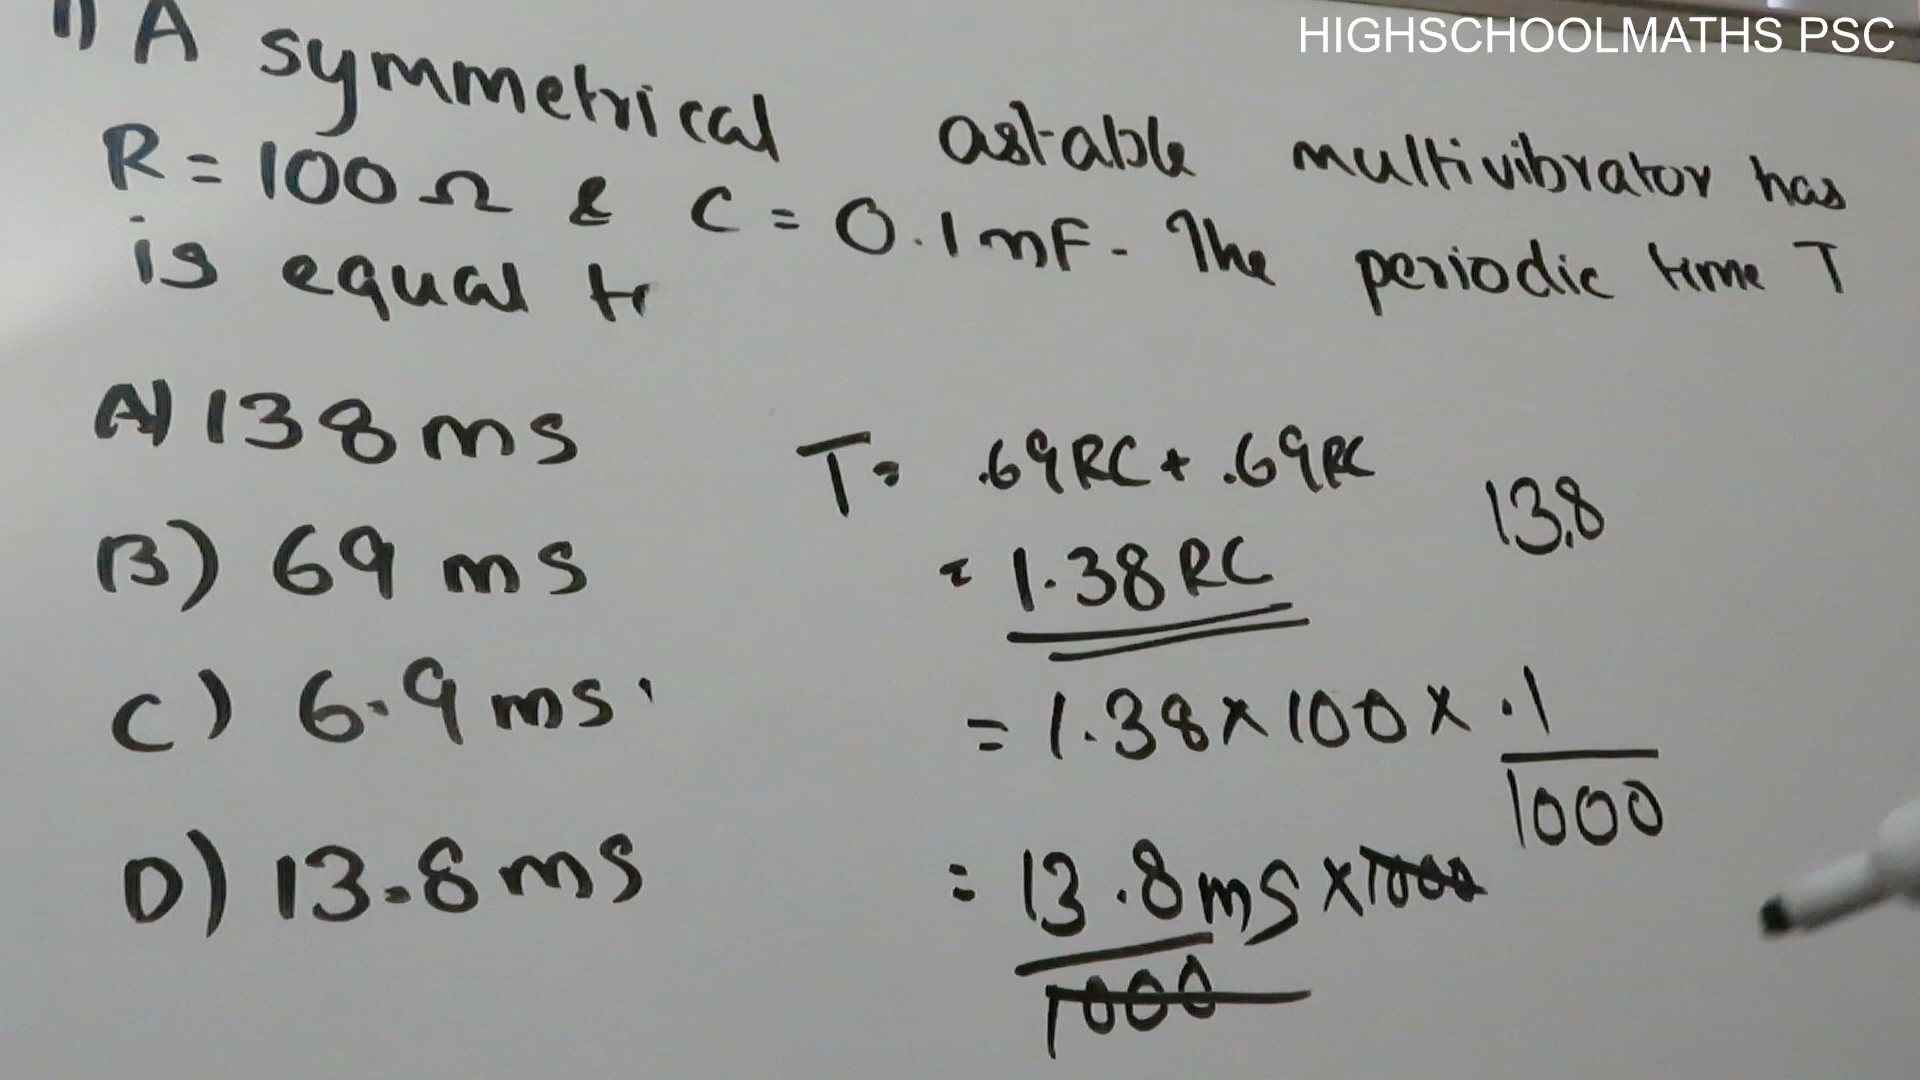 HIGHSCHOOLMATHS PSC
1) A symmetrical astable multivibrator has
R = 100 Ω & C = 0.1 mF. The periodic time T
is equal to
A) 138 ms
B) 69 ms
C) 6.9 ms.
D) 13.8 ms
T = .69RC + .69RC
= 1.38 RC
13.8
= 1.38 x 100 x .1
1000
= 13.8 ms x 1000
1000